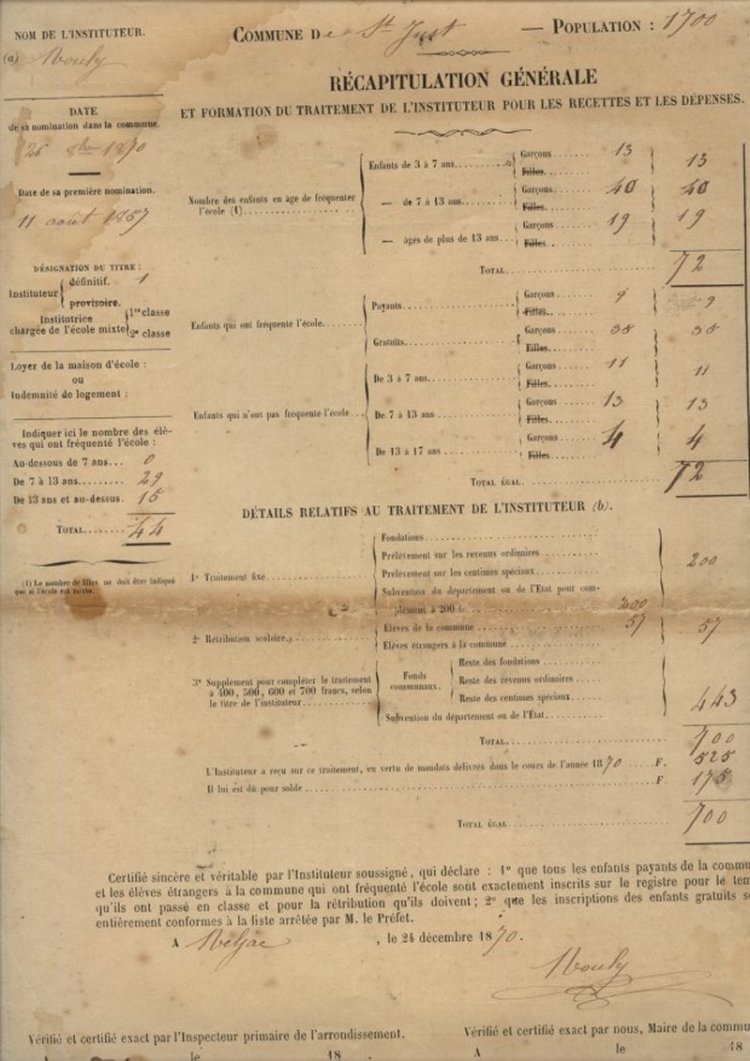 NOM DE L'INSTITUTEUR.
(a) Mouly
COMMUNE De St Just — POPULATION : 1700
RÉCAPITULATION GÉNÉRALE
ET FORMATION DU TRAITEMENT DE L'INSTITUTEUR POUR LES RECETTES ET LES DÉPENSES.
DATE
de sa nomination dans la commune.
26 1870
Date de sa première nomination.
11 août 1857
DÉSIGNATION DU TITRE :
Instituteur définitif. 1
provisoire.
Institutrice 1re classe
chargée de l'école mixte 2e classe
Loyer de la maison d'école :
ou
Indemnité de logement :
Indiquer ici le nombre des élè-
ves qui ont fréquenté l'école :
Au-dessous de 7 ans... 0
De 7 à 13 ans...... 29
De 13 ans et au-dessus. 15
TOTAL........ 44
(1) Le nombre de filles ne doit être indiqué
que si l'école est mixte.
Nombre des enfants en âge de fréquenter
l'école (1)
Enfants de 3 à 7 ans. Garçons 13 13
Filles.
— de 7 à 13 ans. Garçons 40 40
Filles.
— âgés de plus de 13 ans Garçons 19 19
Filles
TOTAL. 72
Enfants qui ont fréquenté l'école
Payants Garçons 9 9
Filles.
Gratuits Garçons 35 35
Filles.
Enfants qui n'ont pas fréquenté l'école
De 3 à 7 ans Garçons 11 11
Filles.
De 7 à 13 ans Garçons 13 13
Filles.
De 13 à 17 ans Garçons 4 4
Filles
TOTAL ÉGAL 72
DÉTAILS RELATIFS AU TRAITEMENT DE L'INSTITUTEUR (b).
1° Traitement fixe
Fondations
Prélèvement sur les revenus ordinaires 200
Prélèvement sur les centimes spéciaux
Subvention du département ou de l'État pour com-
plément à 200 f. 200
2° Rétribution scolaire
Élèves de la commune 57 57
Élèves étrangers à la commune
3° Supplément pour compléter le traitement
à 400, 500, 600 et 700 francs, selon
le titre de l'instituteur
Fonds
communaux.
Reste des fondations
Reste des revenus ordinaires
Reste des centimes spéciaux
443
Subvention du département ou de l'État
TOTAL. 700
L'Instituteur a reçu sur ce traitement, en vertu de mandats délivrés dans le cours de l'année 1870 F. 525
Il lui est dû pour solde F. 175
TOTAL ÉGAL 700
Certifié sincère et véritable par l'Instituteur soussigné, qui déclare : 1° que tous les enfants payants de la commu
et les élèves étrangers à la commune qui ont fréquenté l'école sont exactement inscrits sur le registre pour le tem
qu'ils ont passé en classe et pour la rétribution qu'ils doivent; 2° que les inscriptions des enfants gratuits so
entièrement conformes à la liste arrêtée par M. le Préfet.
A Meljac, le 24 décembre 1870.
Mouly
Vérifié et certifié exact par l'Inspecteur primaire de l'arrondissement.
A le 18
Vérifié et certifié exact par nous, Maire de la commu
A le 18